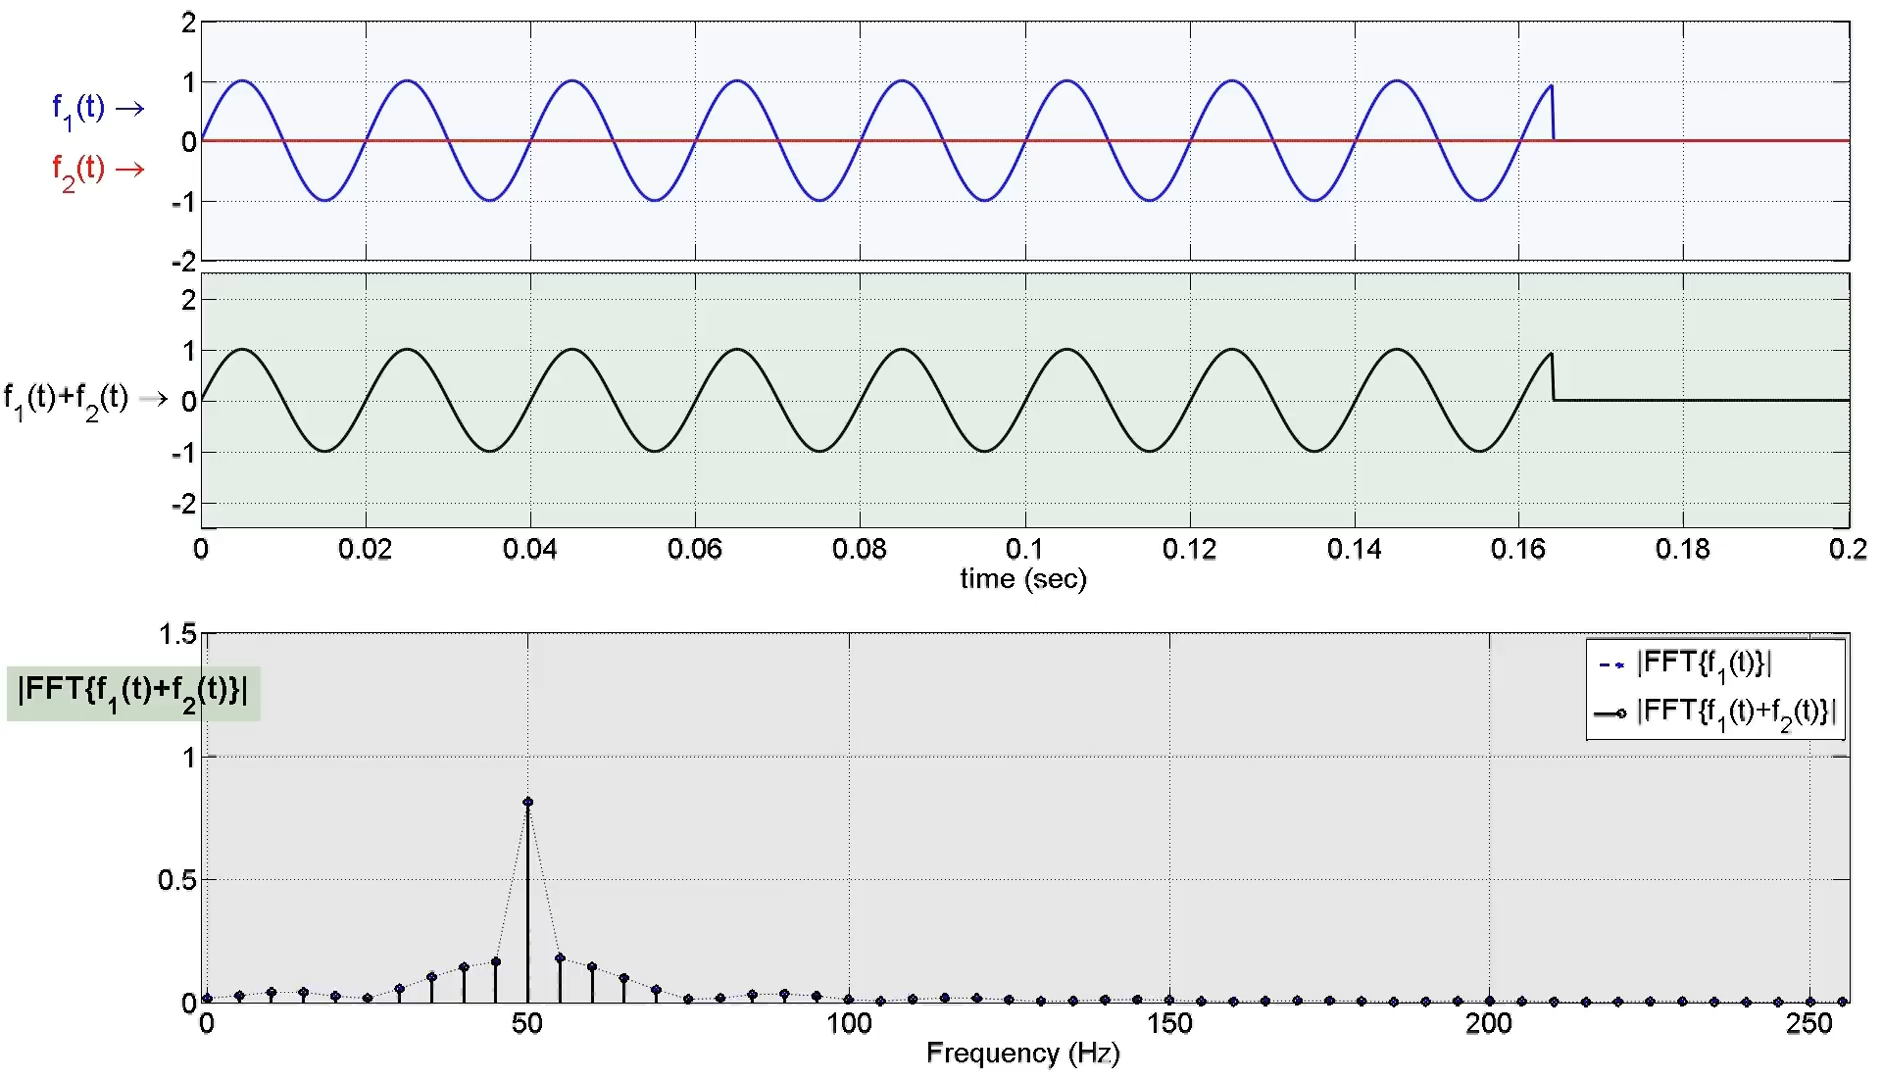 2
1
f1(t) →
0
f2(t) →
-1
-2
2
1
f1(t)+f2(t) → 0
-1
-2
0 0.02 0.04 0.06 0.08 0.1 0.12 0.14 0.16 0.18 0.2
time (sec)
1.5
|FFT{f1(t)}|
|FFT{f1(t)+f2(t)}|
|FFT{f1(t)+f2(t)}|
1
0.5
0
0 50 100 150 200 250
Frequency (Hz)